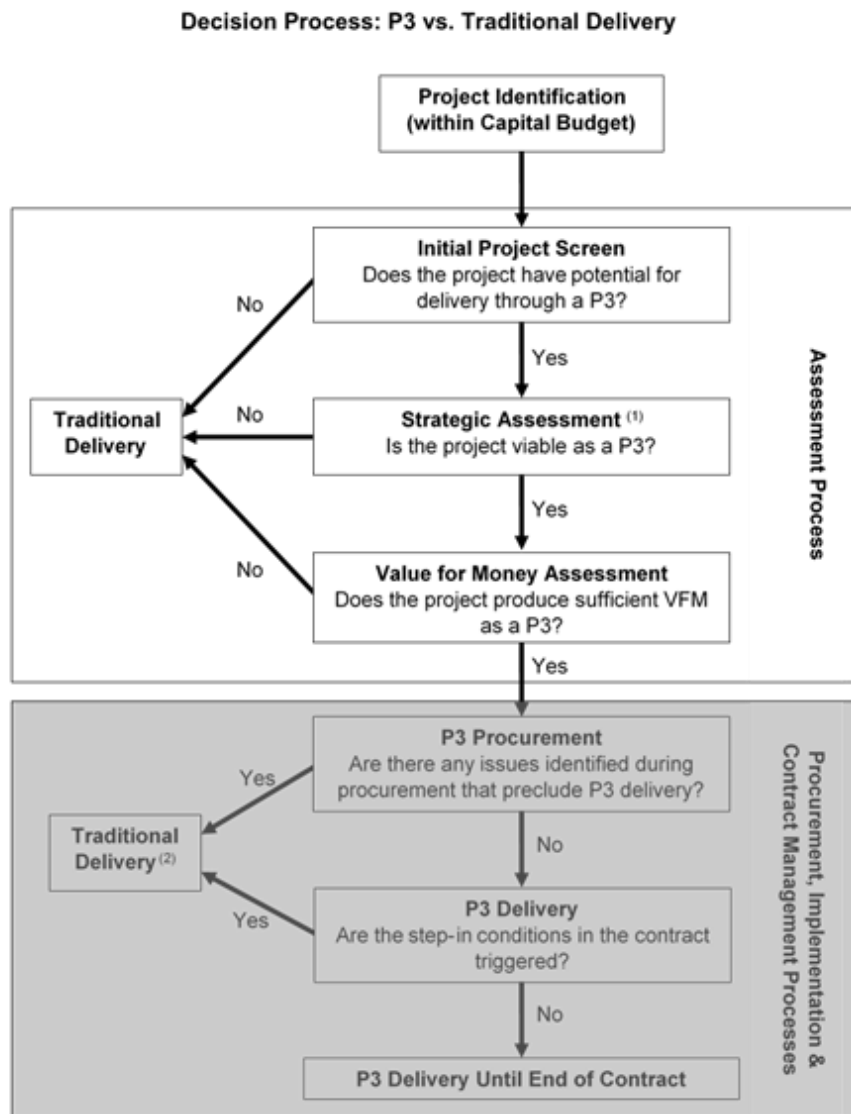 Decision Process: P3 vs. Traditional Delivery
Project Identification
(within Capital Budget)
Initial Project Screen
Does the project have potential for
delivery through a P3?
No
Yes
Traditional
Delivery
No
Strategic Assessment (1)
Is the project viable as a P3?
Yes
No
Value for Money Assessment
Does the project produce sufficient VFM
as a P3?
Yes
Assessment Process
P3 Procurement
Are there any issues identified during
procurement that preclude P3 delivery?
Yes
No
Traditional
Delivery (2)
Yes
P3 Delivery
Are the step-in conditions in the contract
triggered?
No
P3 Delivery Until End of Contract
Procurement, Implementation &
Contract Management Processes